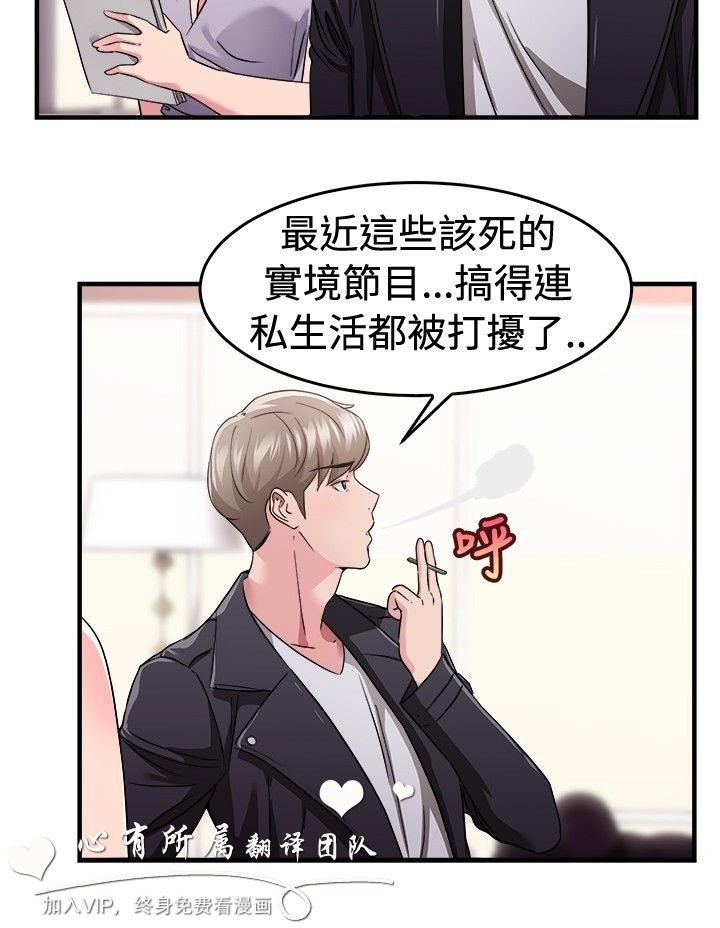 最近這些該死的
實境節目...搞得連
私生活都被打擾了..
呼
心有所属翻译团队
加入VIP，终身免费看漫画